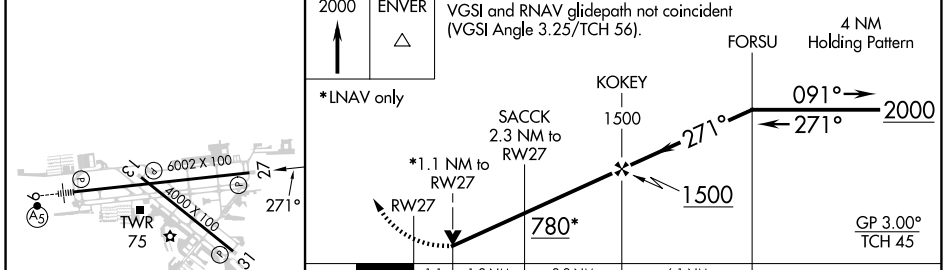 2000 ENVER
VGSI and RNAV glidepath not coincident
(VGSI Angle 3.25/TCH 56).
4 NM
Holding Pattern
FORSU
*LNAV only
KOKEY
1500
SACCK
2.3 NM to
RW27
*1.1 NM to
RW27
RW27
091°
271°
2000
271°
1500
780*
GP 3.00°
TCH 45
6002 X 100
4000 X 100
9
27
13
31
271°
A5
TWR
75
P
P
P
P